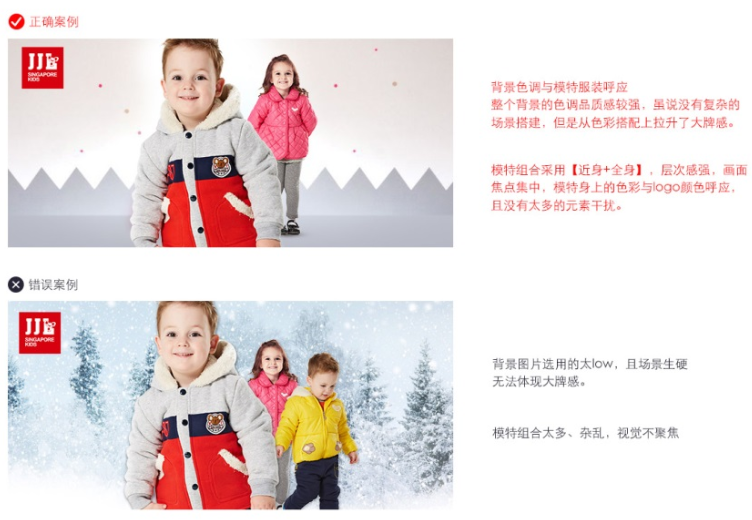 正确案例
JJL
SINGAPORE
KIDS
背景色调与模特服装呼应
整个背景的色调品质感较强，虽说没有复杂的
场景搭建，但是从色彩搭配上拉升了大牌感。
模特组合采用【近身+全身】，层次感强，画面
焦点集中，模特身上的色彩与logo颜色呼应，
且没有太多的元素干扰。
错误案例
JJL
SINGAPORE
KIDS
背景图片选用的太low，且场景生硬
无法体现大牌感。
模特组合太多、杂乱，视觉不聚焦